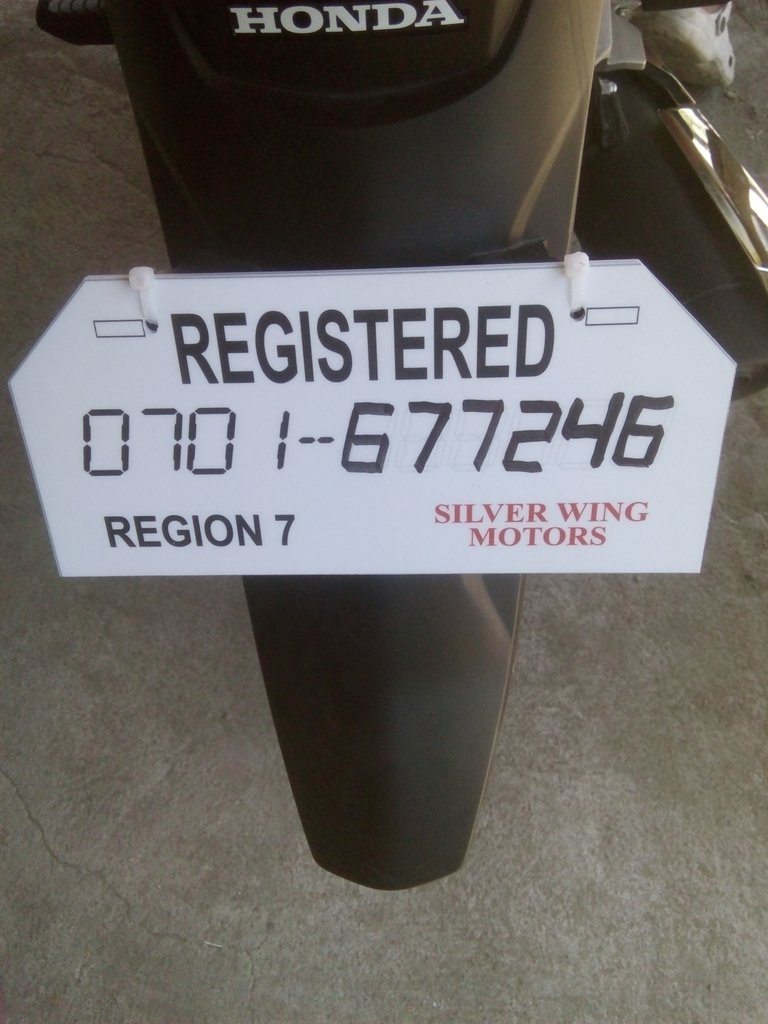 HONDA
REGISTERED
0701--677246
REGION 7
SILVER WING
MOTORS